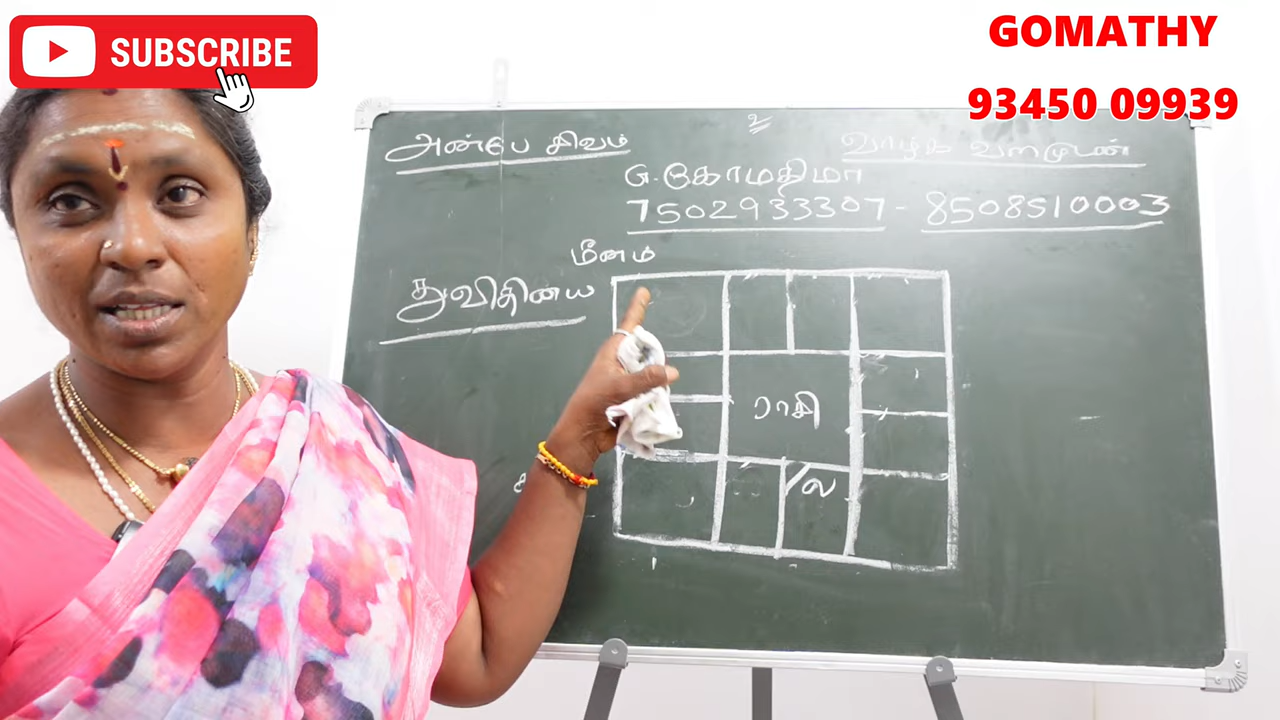 SUBSCRIBE
GOMATHY
93450 09939
உ
அன்பே சிவம்
வாழ்க வளமுடன்
G.கோமதிமா
7502933307 - 8508510003
மீனம்
துவிதின்ய
ராசி
ல